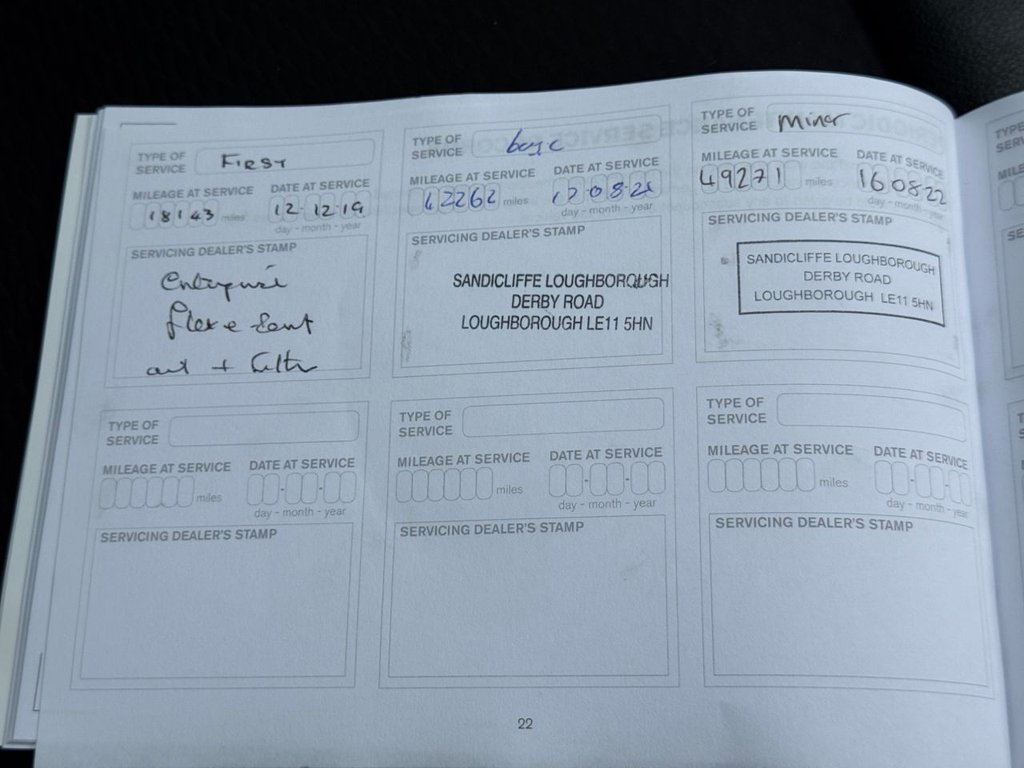 TYPE OF SERVICE First
MILEAGE AT SERVICE DATE AT SERVICE
18143 miles 12-12-19
day - month - year
SERVICING DEALER'S STAMP
Enterprise
flex e Rent
+ filter
TYPE OF SERVICE basic
MILEAGE AT SERVICE DATE AT SERVICE
42262 miles 12-08-21
day - month - year
SERVICING DEALER'S STAMP
SANDICLIFFE LOUGHBOROUGH
DERBY ROAD
LOUGHBOROUGH LE11 5HN
TYPE OF SERVICE Minor
MILEAGE AT SERVICE DATE AT SERVICE
49271 miles 160822
day - month - year
SERVICING DEALER'S STAMP
SANDICLIFFE LOUGHBOROUGH
DERBY ROAD
LOUGHBOROUGH LE11 5HN
TYPE OF SERVICE
MILEAGE AT SERVICE DATE AT SERVICE
miles
day - month - year
SERVICING DEALER'S STAMP
TYPE OF SERVICE
MILEAGE AT SERVICE DATE AT SERVICE
miles
day - month - year
SERVICING DEALER'S STAMP
TYPE OF SERVICE
MILEAGE AT SERVICE DATE AT SERVICE
miles
day - month - year
SERVICING DEALER'S STAMP
22